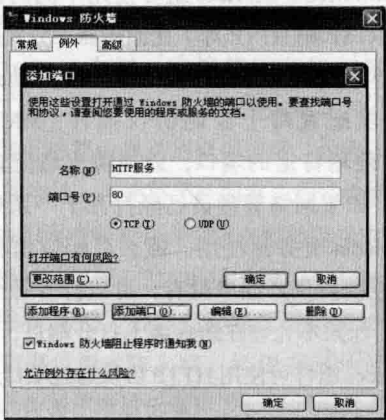 Windows 防火墙
常规 例外 高级
添加端口
使用这些设置打开通过 Windows 防火墙的端口以使用。要查找端口号
和协议，请查阅您要使用的程序或服务的文档。
名称(M) HTTP服务
端口号(P) 80
TCP(T) UDP(U)
打开端口有何风险?
更改范围(C)... 确定 取消
添加程序(R)... 添加端口(O)... 编辑(E)... 删除(D)
Windows 防火墙阻止程序时通知我(N)
允许例外存在什么风险?
确定 取消